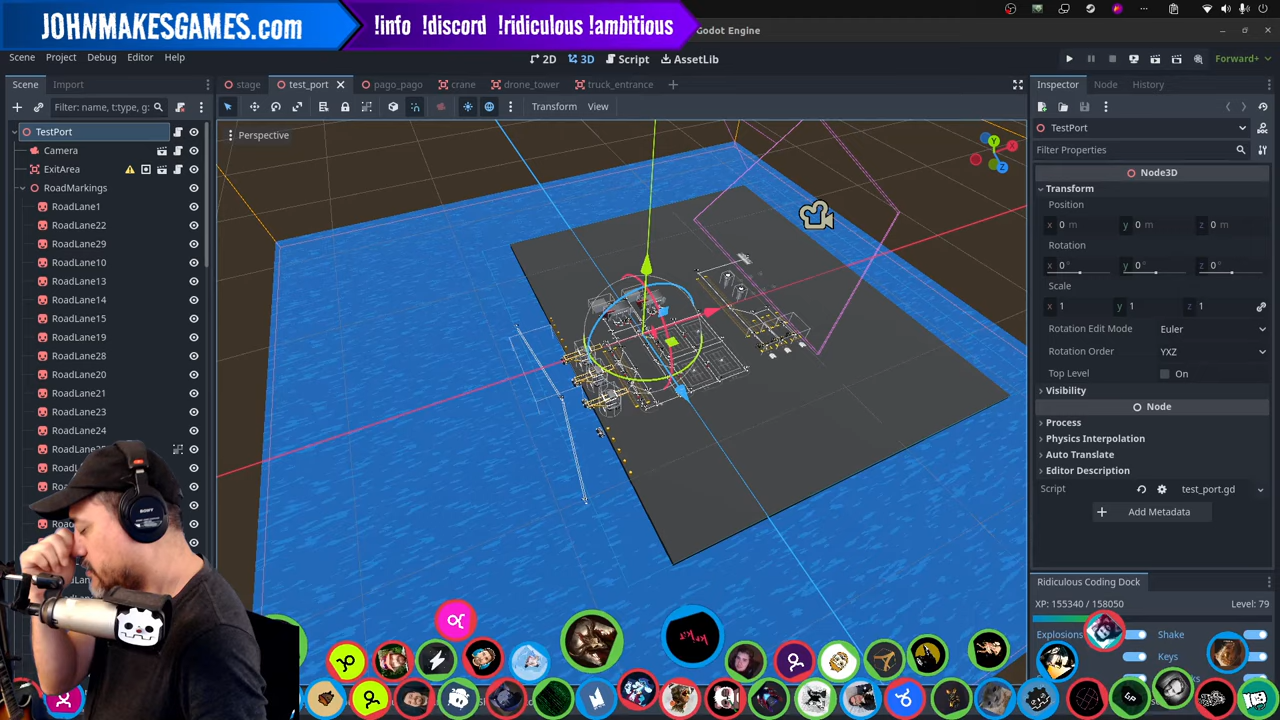 JOHNMAKESGAMES.com
!info !discord !ridiculous !ambitious
Godot Engine
Scene Project Debug Editor Help
2D 3D Script AssetLib
Forward+
Scene Import
stage test_port pago_pago crane drone_tower truck_entrance
Inspector Node History
Filter: name, t:type, g:
Transform View
TestPort
Camera
ExitArea
RoadMarkings
RoadLane1
RoadLane22
RoadLane29
RoadLane10
RoadLane13
RoadLane14
RoadLane15
RoadLane19
RoadLane28
RoadLane20
RoadLane21
RoadLane23
RoadLane24
Perspective
Y
X
Z
TestPort
Filter Properties
Node3D
Transform
Position
x 0 m y 0 m z 0 m
Rotation
x 0° y 0° z 0°
Scale
x 1 y 1 z 1
Rotation Edit Mode Euler
Rotation Order YXZ
Top Level On
Visibility
Node
Process
Physics Interpolation
Auto Translate
Editor Description
Script test_port.gd
Add Metadata
Ridiculous Coding Dock
XP: 155340 / 158050 Level: 79
Explosions Shake
Keys
SONY